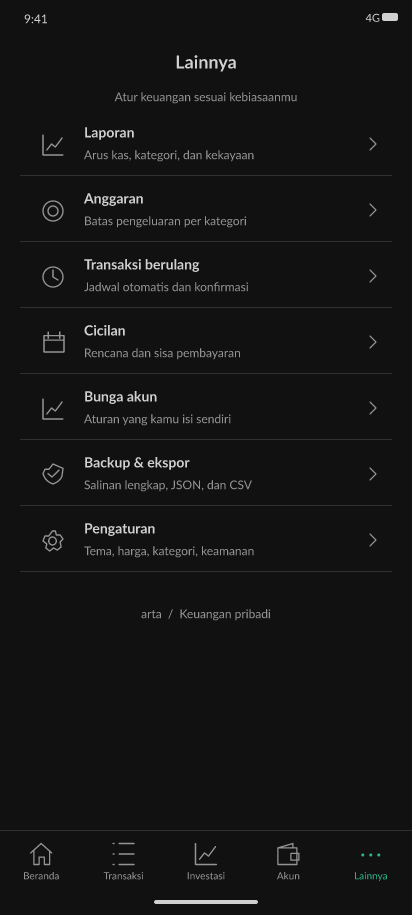 9:41
4G
Lainnya
Atur keuangan sesuai kebiasaanmu
Laporan
Arus kas, kategori, dan kekayaan
Anggaran
Batas pengeluaran per kategori
Transaksi berulang
Jadwal otomatis dan konfirmasi
Cicilan
Rencana dan sisa pembayaran
Bunga akun
Aturan yang kamu isi sendiri
Backup & ekspor
Salinan lengkap, JSON, dan CSV
Pengaturan
Tema, harga, kategori, keamanan
arta / Keuangan pribadi
Beranda
Transaksi
Investasi
Akun
Lainnya